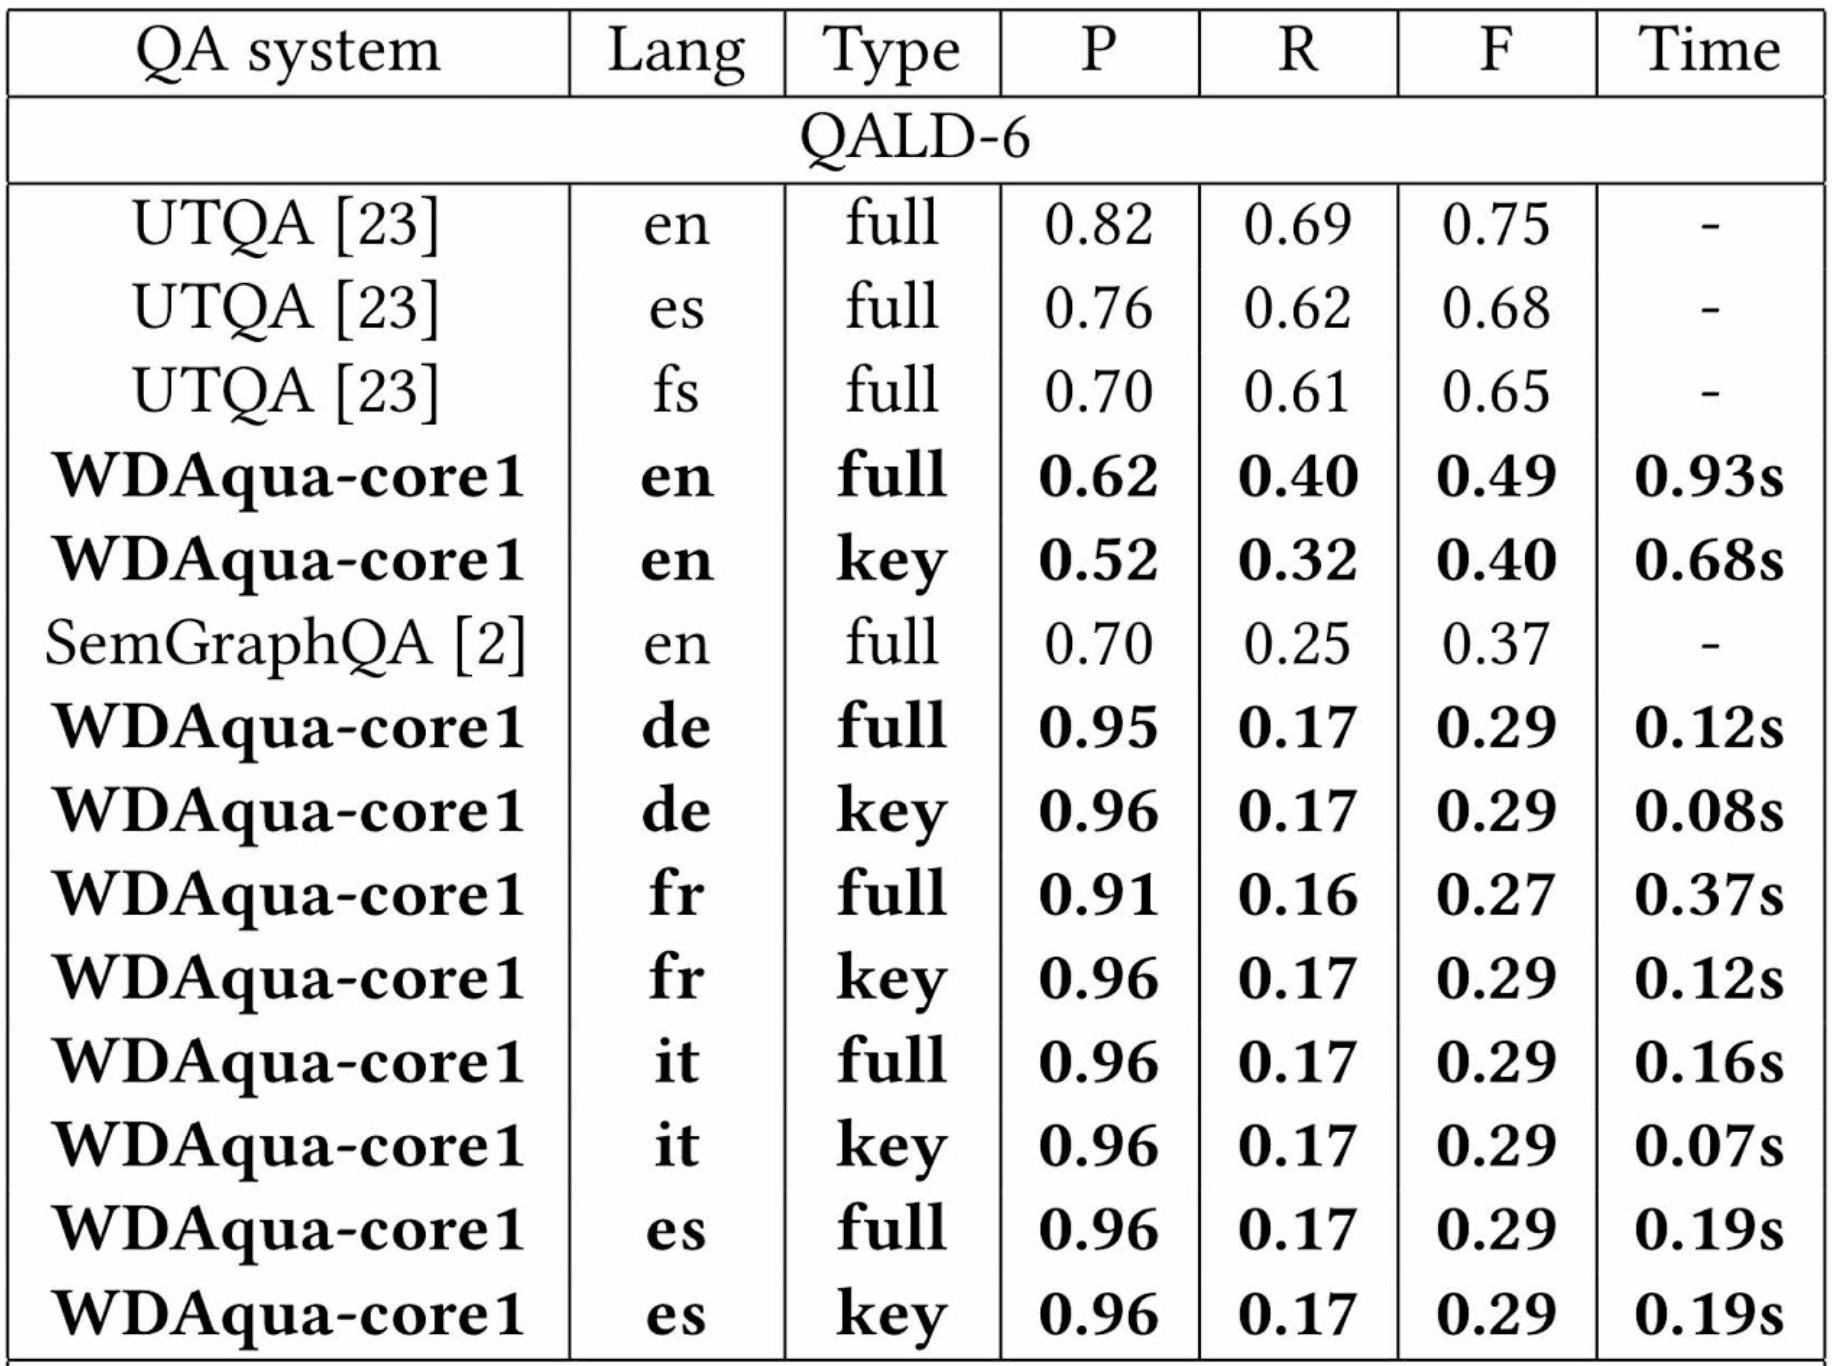 QA system Lang Type P R F Time
QALD-6
UTQA [23] en full 0.82 0.69 0.75 -
UTQA [23] es full 0.76 0.62 0.68 -
UTQA [23] fs full 0.70 0.61 0.65 -
WDAqua-core1 en full 0.62 0.40 0.49 0.93s
WDAqua-core1 en key 0.52 0.32 0.40 0.68s
SemGraphQA [2] en full 0.70 0.25 0.37 -
WDAqua-core1 de full 0.95 0.17 0.29 0.12s
WDAqua-core1 de key 0.96 0.17 0.29 0.08s
WDAqua-core1 fr full 0.91 0.16 0.27 0.37s
WDAqua-core1 fr key 0.96 0.17 0.29 0.12s
WDAqua-core1 it full 0.96 0.17 0.29 0.16s
WDAqua-core1 it key 0.96 0.17 0.29 0.07s
WDAqua-core1 es full 0.96 0.17 0.29 0.19s
WDAqua-core1 es key 0.96 0.17 0.29 0.19s